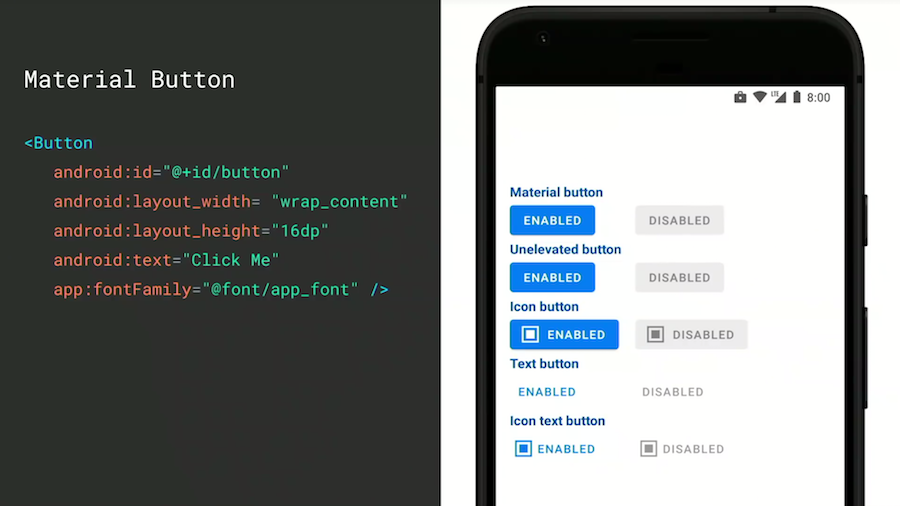 Material Button
<Button
android:id="@+id/button"
android:layout_width= "wrap_content"
android:layout_height="16dp"
android:text="Click Me"
app:fontFamily="@font/app_font" />
LTE 8:00
Material button
ENABLED DISABLED
Unelevated button
ENABLED DISABLED
Icon button
ENABLED DISABLED
Text button
ENABLED DISABLED
Icon text button
ENABLED DISABLED